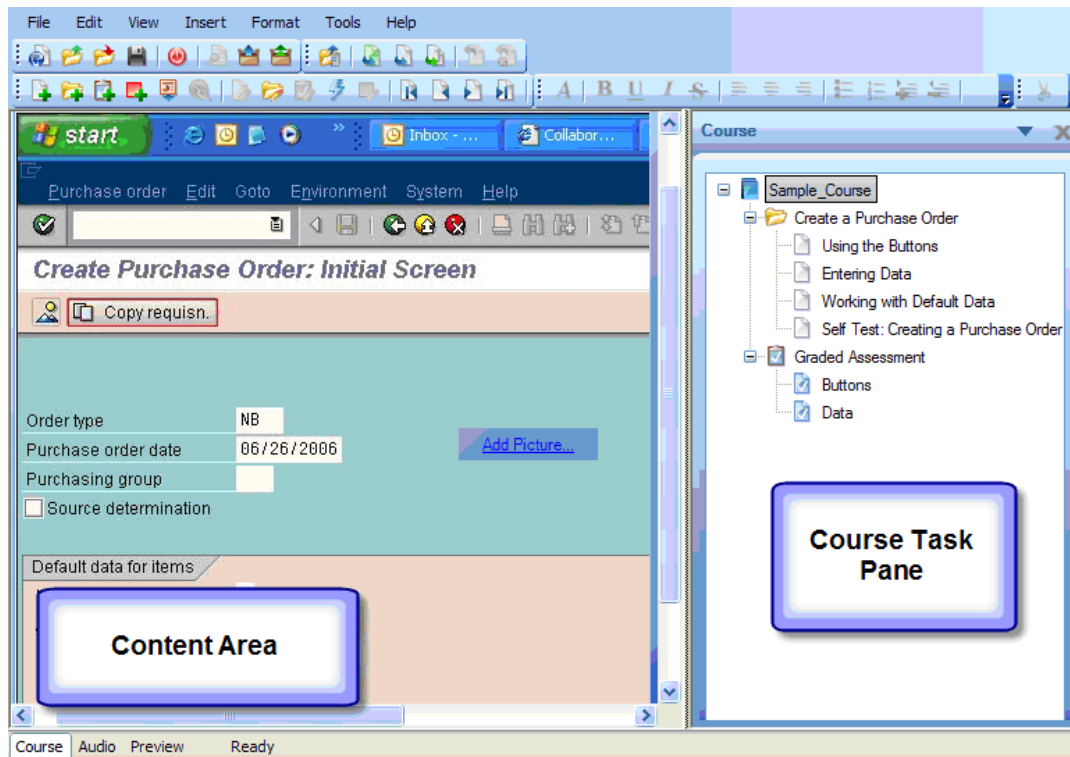 File Edit View Insert Format Tools Help
A B U I S
start Inbox - ... Collabor...
Purchase order Edit Goto Environment System Help
Create Purchase Order: Initial Screen
Copy requisn.
Order type NB
Purchase order date 06/26/2006
Add Picture...
Purchasing group
Source determination
Default data for items
Content Area
Course
Sample_Course
Create a Purchase Order
Using the Buttons
Entering Data
Working with Default Data
Self Test: Creating a Purchase Order
Graded Assessment
Buttons
Data
Course Task
Pane
Course Audio Preview Ready